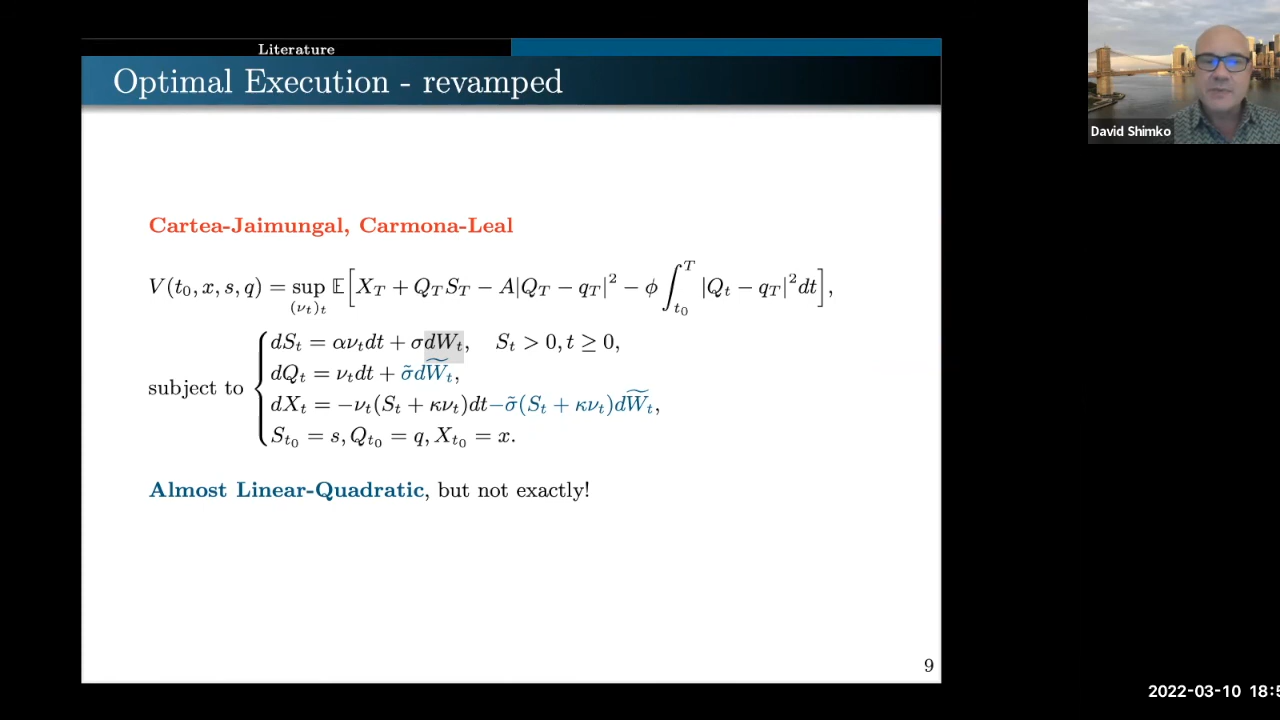 Literature
Optimal Execution - revamped
David Shimko
Cartea-Jaimungal, Carmona-Leal
V(t₀, x, s, q) = sup_{(ν_t)_t} 𝔼[X_T + Q_T S_T − A|Q_T − q_T|² − ϕ ∫_{t₀}^{T} |Q_t − q_T|² dt],
subject to
dS_t = αν_t dt + σdW_t, S_t > 0, t ≥ 0,
dQ_t = ν_t dt + σ̃dW̃_t,
dX_t = −ν_t(S_t + κν_t)dt−σ̃(S_t + κν_t)dW̃_t,
S_{t₀} = s, Q_{t₀} = q, X_{t₀} = x.
Almost Linear-Quadratic, but not exactly!
9
2022-03-10 18:5